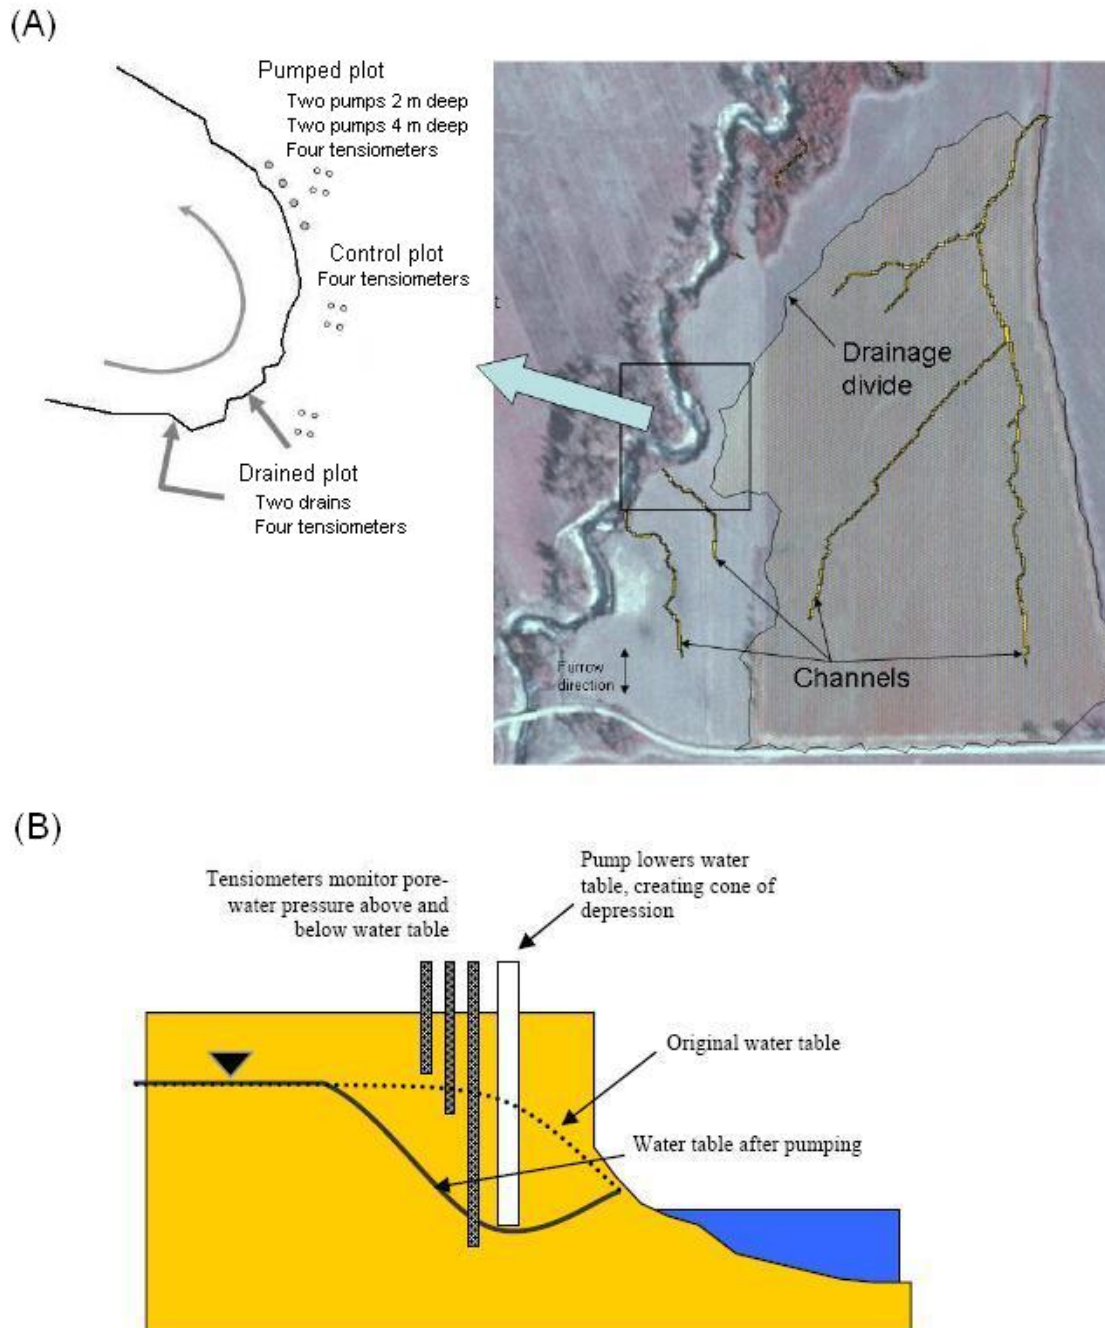 (A)
Pumped plot
Two pumps 2 m deep
Two pumps 4 m deep
Four tensiometers
Control plot
Four tensiometers
Drained plot
Two drains
Four tensiometers
t
Drainage
divide
Furrow
direction
Channels
(B)
Tensiometers monitor pore-
water pressure above and
below water table
Pump lowers water
table, creating cone of
depression
Original water table
Water table after pumping